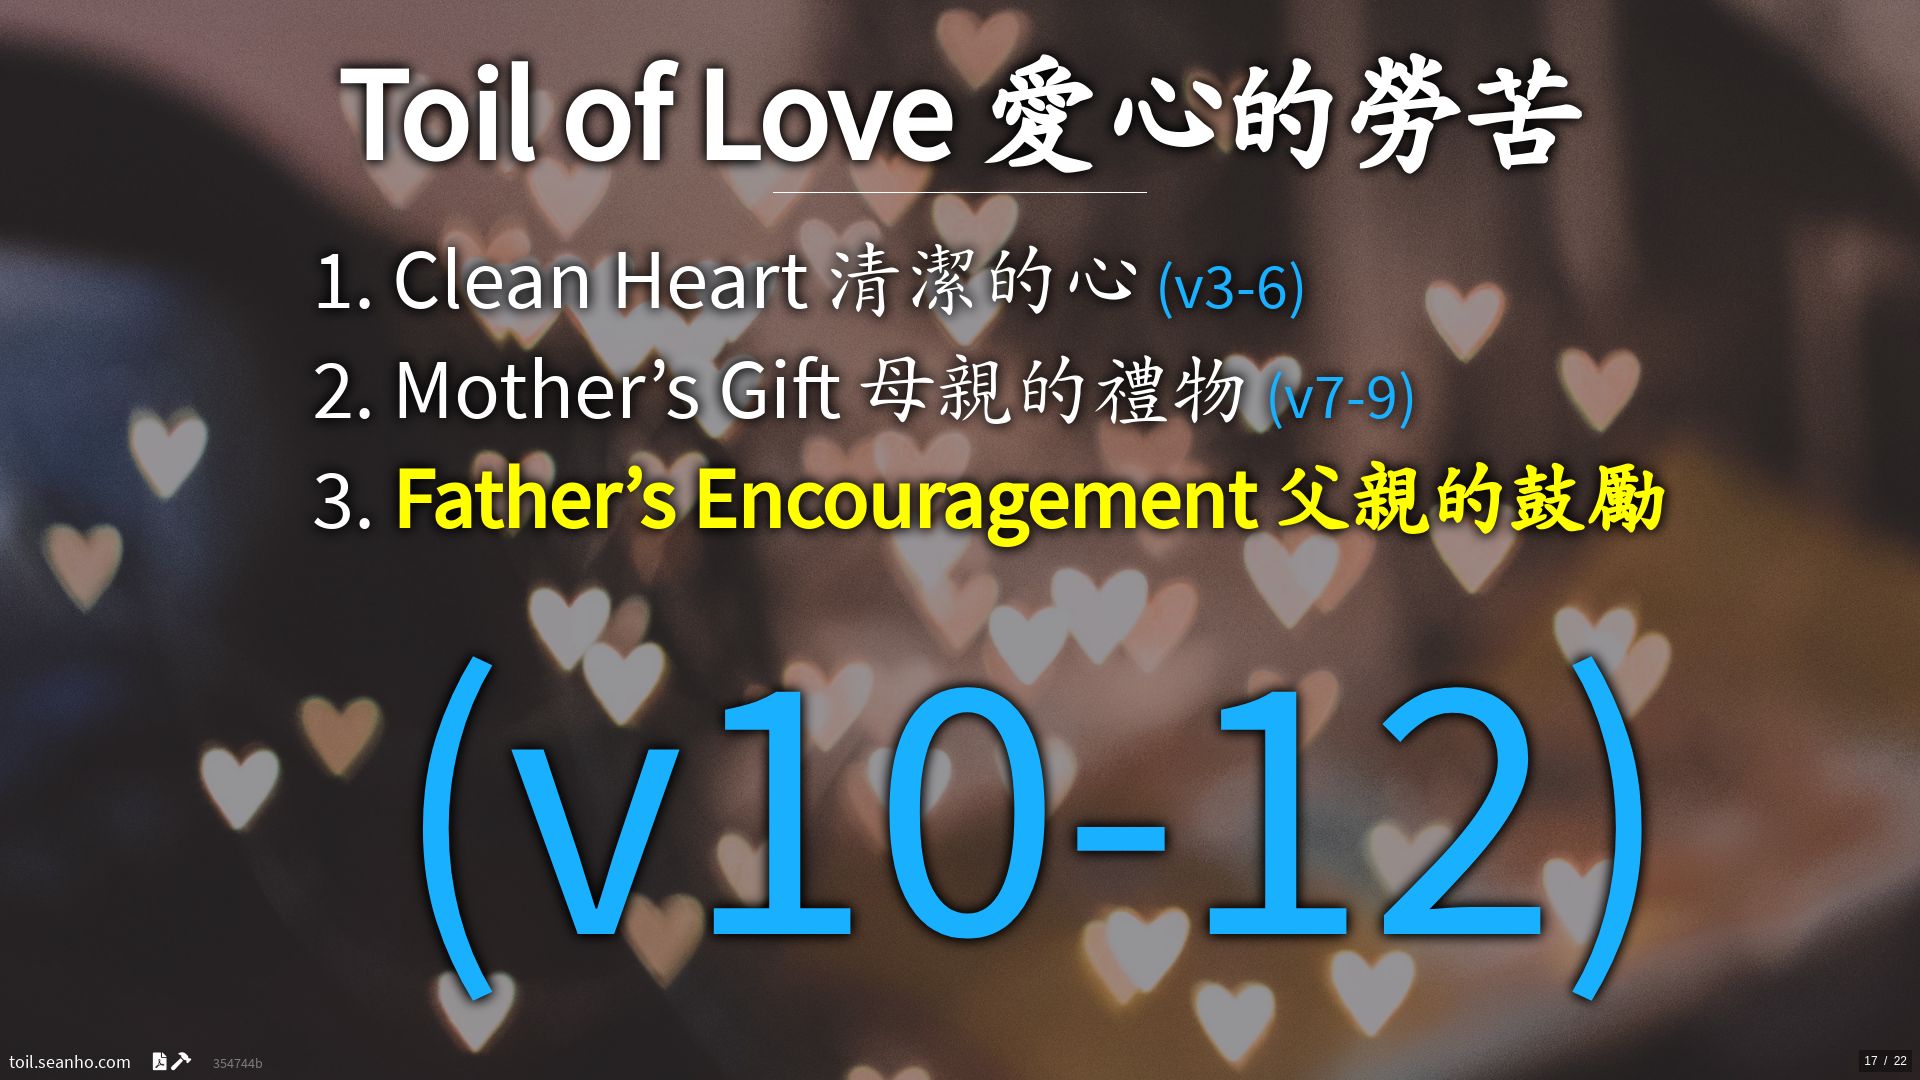 Toil of Love 愛心的勞苦
1. Clean Heart 清潔的心 (v3-6)
2. Mother’s Gift 母親的禮物 (v7-9)
3. Father’s Encouragement 父親的鼓勵
(v10-12)
toil.seanho.com 354744b
17 / 22